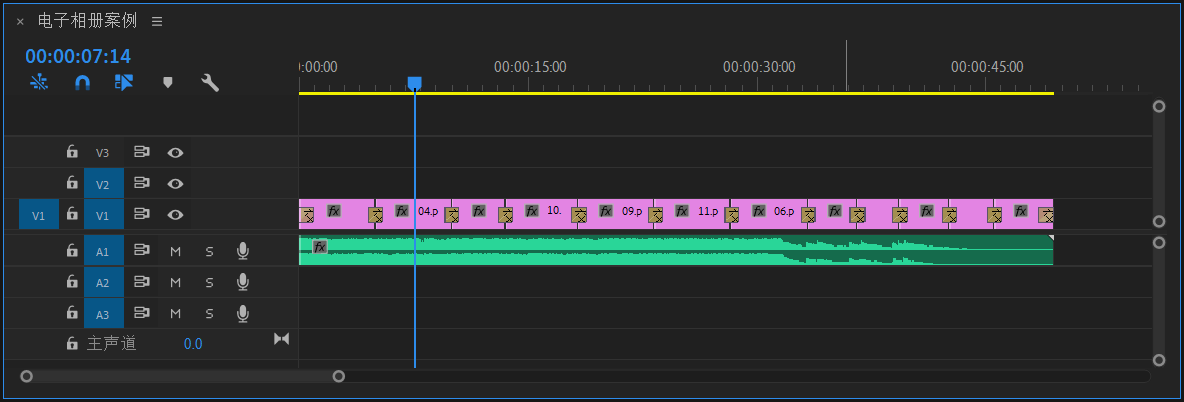 × 电子相册案例 ≡
00:00:07:14
:00:00 00:00:15:00 00:00:30:00 00:00:45:00
V3
V2
V1 V1 fx fx 04.p fx fx 10. fx 09.p fx 11.p fx 06.p fx fx fx
A1 M S fx
A2 M S
A3 M S
主声道 0.0